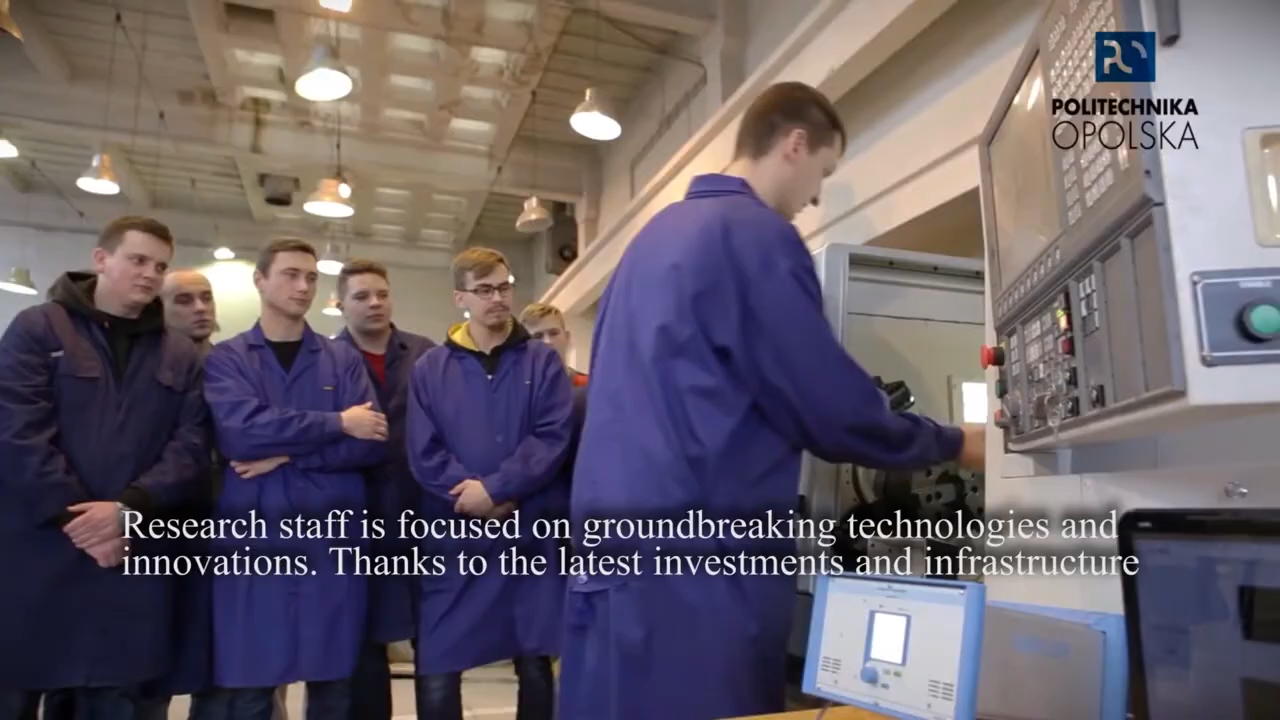 POLITECHNIKA
OPOLSKA
Research staff is focused on groundbreaking technologies and
innovations. Thanks to the latest investments and infrastructure